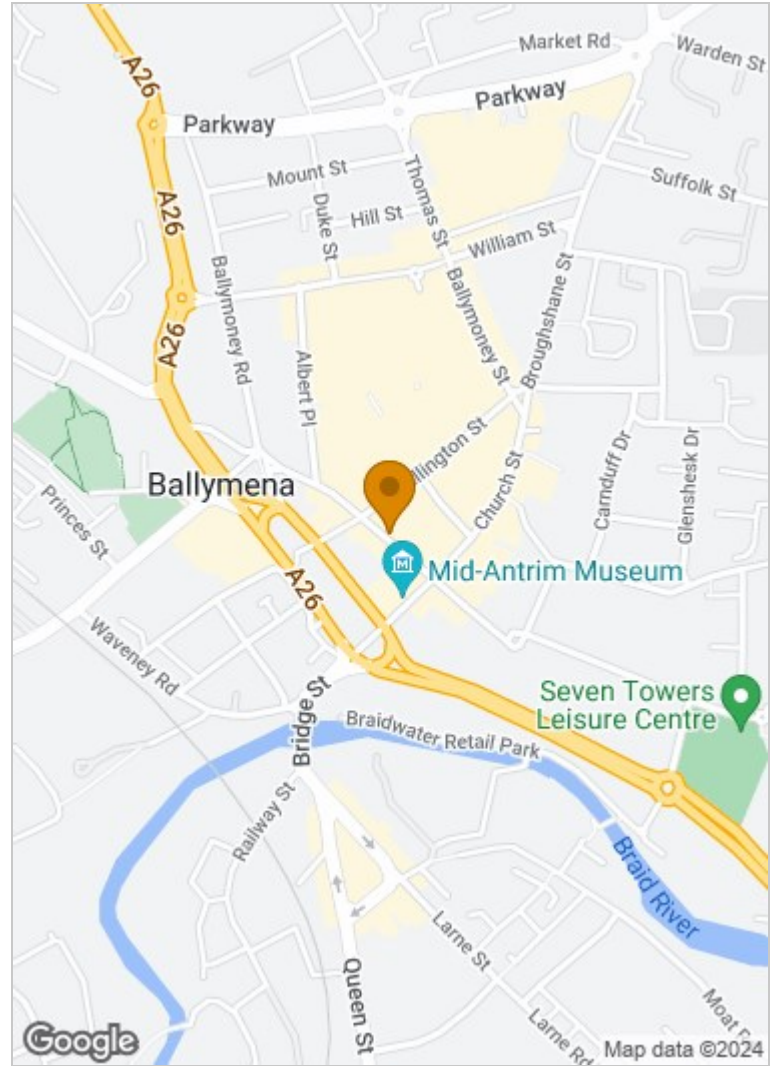 A26
Market Rd
Warden St
Parkway
Parkway
Mount St
Thomas St
Suffolk St
A26
Duke St
Hill St
William St
Ballymoney Rd
Ballymoney St
Broughshane St
A26
Albert Pl
llington St
Church St
Carnduff Dr
Glenshesk Dr
Ballymena
Princes St
Mid-Antrim Museum
A26
Waveney Rd
Seven Towers
Leisure Centre
Bridge St
Braidwater Retail Park
Railway St
Braid River
Larne St
Queen St
Larne Rd
Moat
Google
Map data ©2024